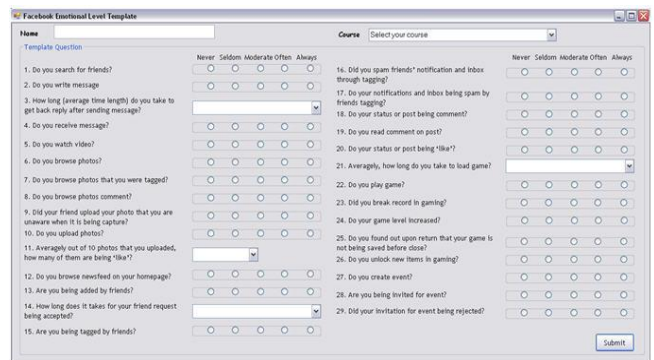 Facebook Emotional Level Template
Name
Course Select your course
Template Question
Never Seldom Moderate Often Always
1. Do you search for friends?
2. Do you write message
3. How long (average time length) do you take to
get back reply after sending message?
4. Do you receive message?
5. Do you watch video?
6. Do you browse photos?
7. Do you browse photos that you were tagged?
8. Do you browse photos comment?
9. Did your friend upload your photo that you are
unaware when it is being capture?
10. Do you upload photos?
11. Averagely out of 10 photos that you uploaded,
how many of them are being 'like'?
12. Do you browse newsfeed on your homepage?
13. Are you being added by friends?
14. How long does it takes for your friend request
being accepted?
15. Are you being tagged by friends?
Never Seldom Moderate Often Always
16. Did you spam friends' notification and inbox
through tagging?
17. Do your notifications and inbox being spam by
friends tagging?
18. Do your status or post being comment?
19. Do you read comment on post?
20. Do your status or post being 'like'?
21. Averagely, how long do you take to load game?
22. Do you play game?
23. Did you break record in gaming?
24. Do your game level increased?
25. Do you found out upon return that your game is
not being saved before close?
26. Do you unlock new items in gaming?
27. Do you create event?
28. Are you being invited for event?
29. Did your invitation for event being rejected?
Submit